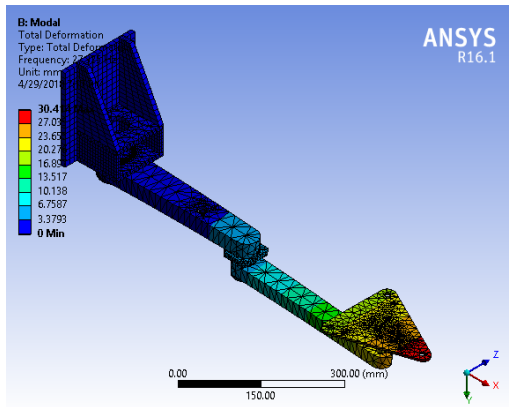 B: Modal
Total Deformation
Type: Total Defor
Frequency: 27
Unit: mm
4/29/201
ANSYS
R16.1
30.4
27.03
23.65
20.27
16.89
13.517
10.138
6.7587
3.3793
0 Min
0.00
300.00 (mm)
150.00
Z
X
Y